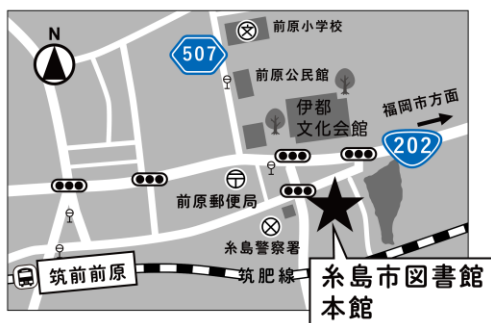 N
507
前原小学校
前原公民館
伊都
文化会館
福岡市方面
202
前原郵便局
糸島警察署
筑前前原
筑肥線
糸島市図書館
本館